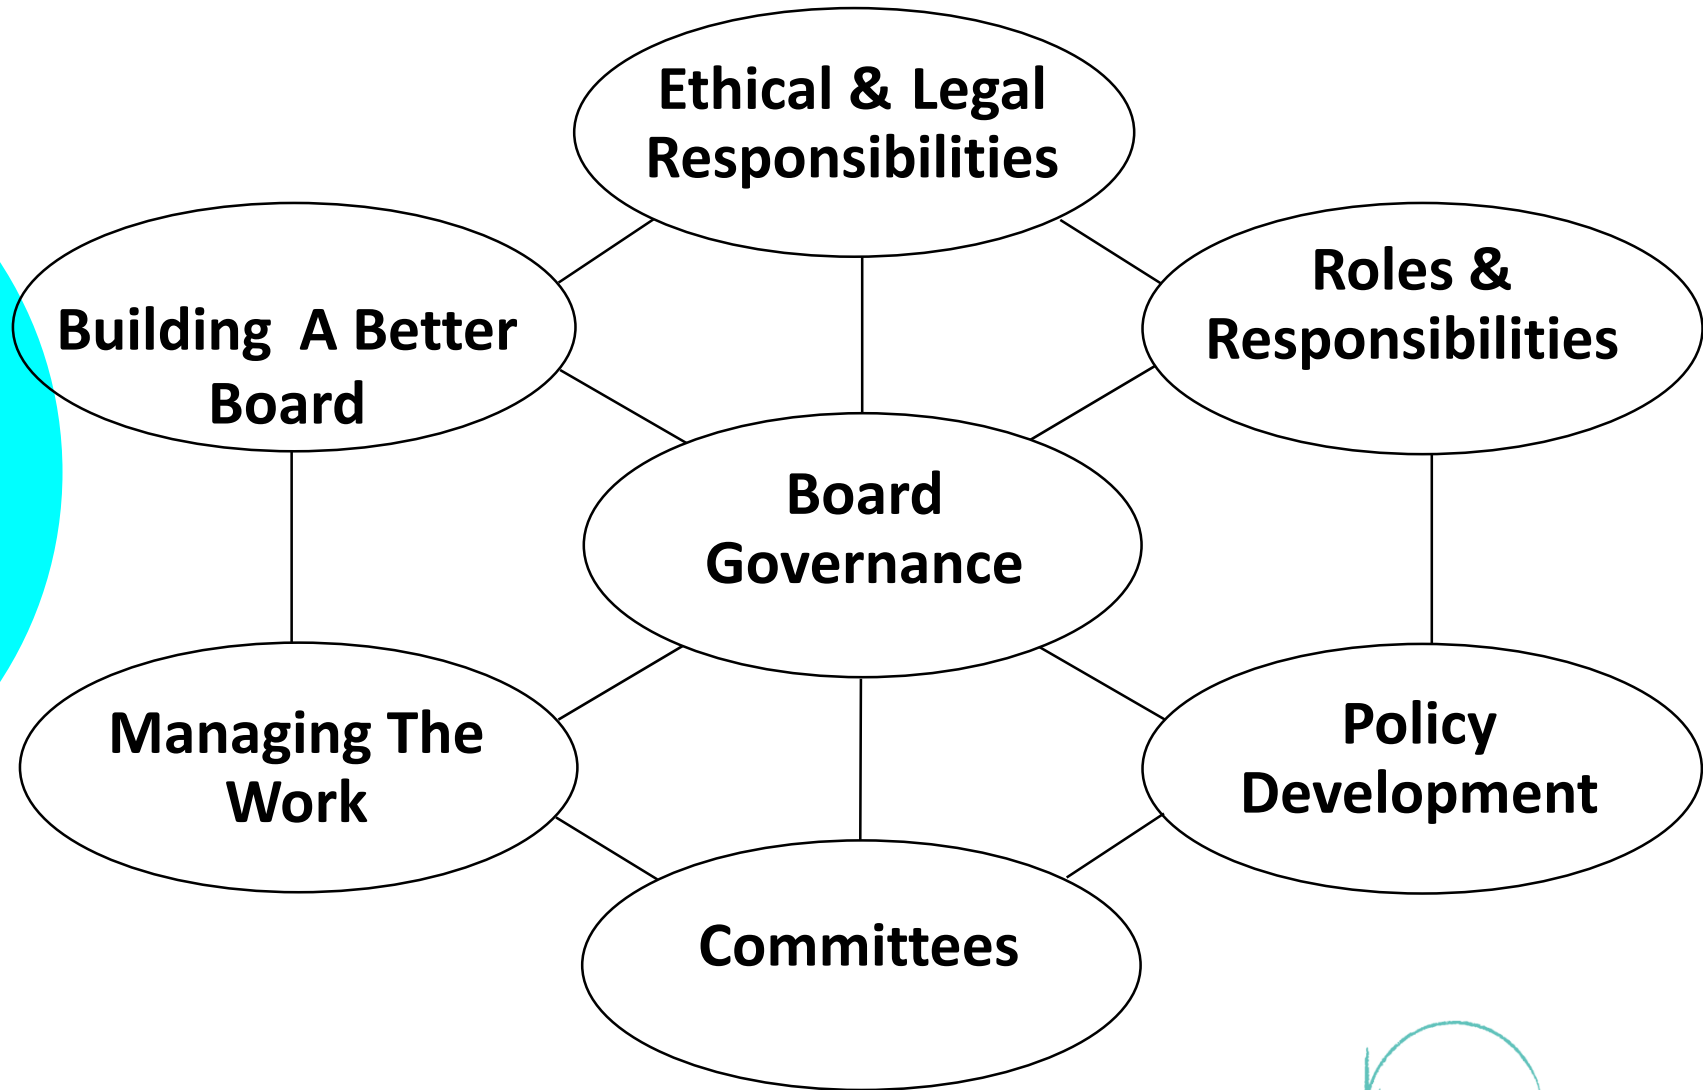 Ethical & Legal
Responsibilities
Building  A Better
Board
Roles &
Responsibilities
Board
Governance
Managing The
Work
Policy
Development
Committees